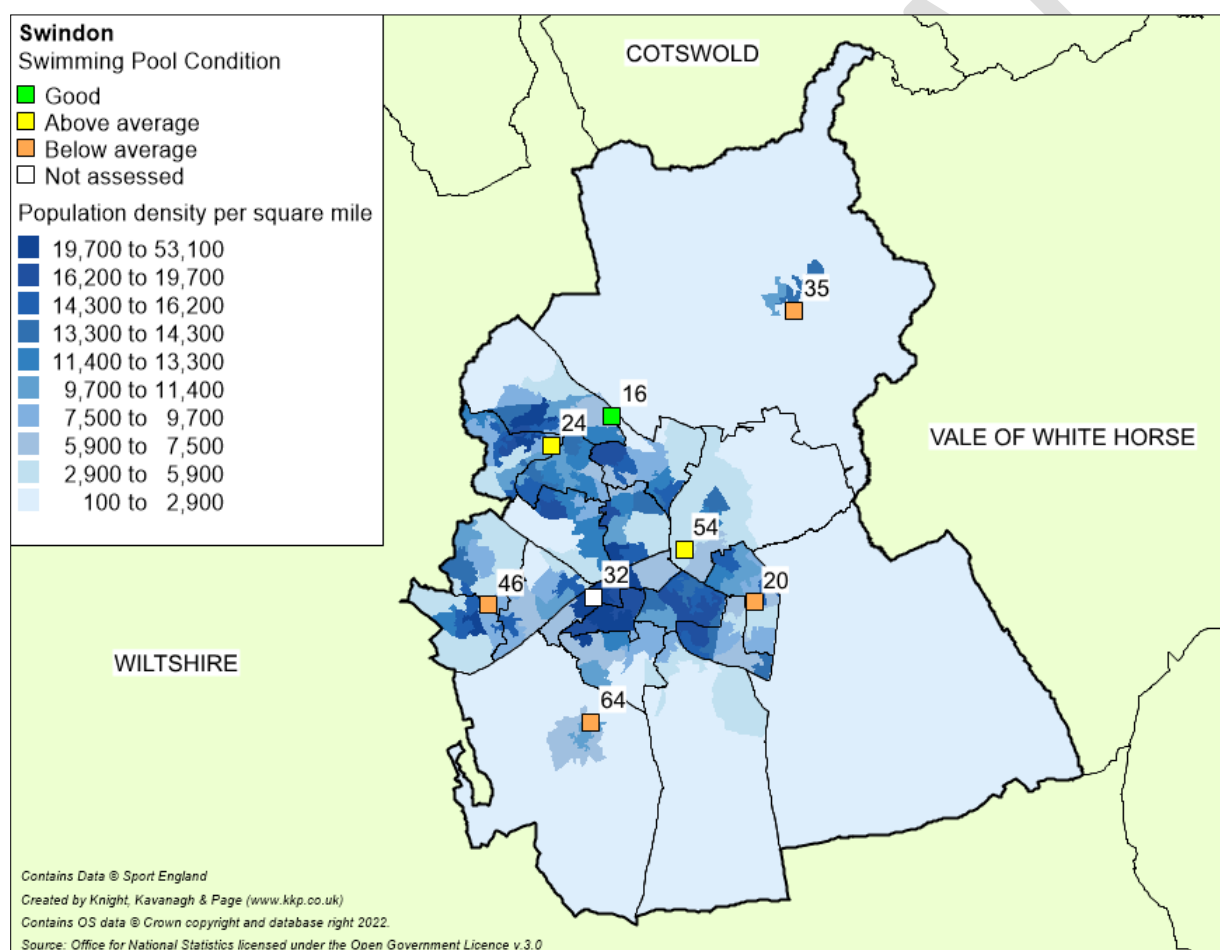 Swindon
Swimming Pool Condition
Good
Above average
Below average
Not assessed
Population density per square mile
19,700 to 53,100
16,200 to 19,700
14,300 to 16,200
13,300 to 14,300
11,400 to 13,300
9,700 to 11,400
7,500 to 9,700
5,900 to 7,500
2,900 to 5,900
100 to 2,900
COTSWOLD
35
16
24
VALE OF WHITE HORSE
54
32
20
46
WILTSHIRE
64
Contains Data ® Sport England
Created by Knight, Kavanagh & Page (www.kkp.co.uk)
Contains OS data ® Crown copyright and database right 2022.
Source: Office for National Statistics licensed under the Open Government Licence v.3.0